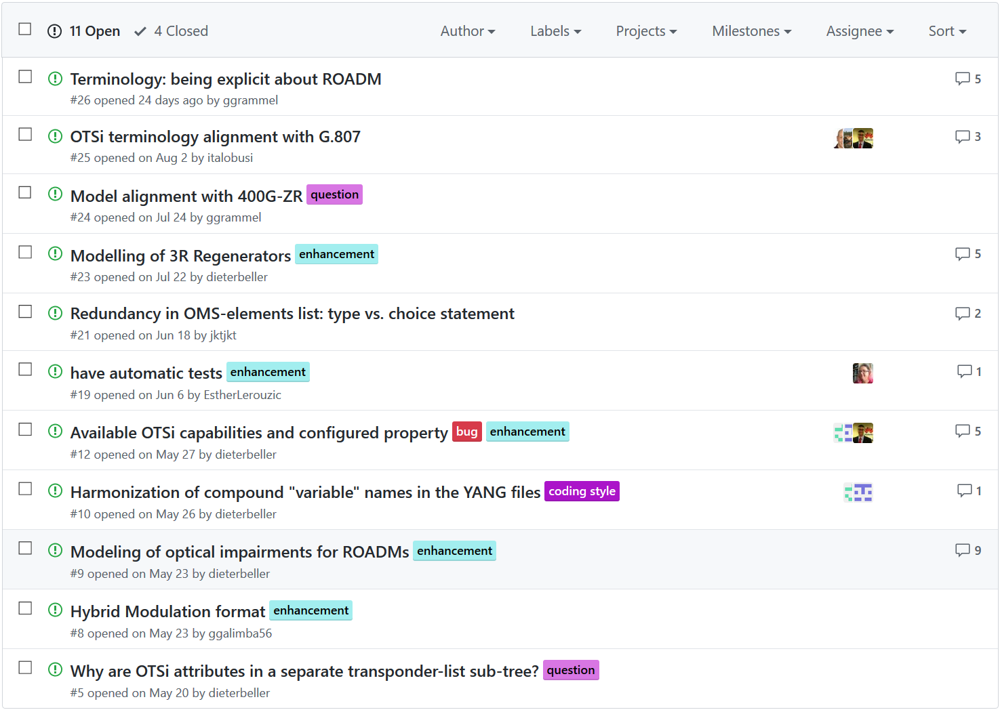 11 Open 4 Closed Author Labels Projects Milestones Assignee Sort
Terminology: being explicit about ROADM 5
#26 opened 24 days ago by ggrammel
OTSi terminology alignment with G.807 3
#25 opened on Aug 2 by italobusi
Model alignment with 400G-ZR question
#24 opened on Jul 24 by ggrammel
Modelling of 3R Regenerators enhancement 5
#23 opened on Jul 22 by dieterbeller
Redundancy in OMS-elements list: type vs. choice statement 2
#21 opened on Jun 18 by jktjkt
have automatic tests enhancement 1
#19 opened on Jun 6 by EstherLerouzic
Available OTSi capabilities and configured property bug enhancement 5
#12 opened on May 27 by dieterbeller
Harmonization of compound "variable" names in the YANG files coding style 1
#10 opened on May 26 by dieterbeller
Modeling of optical impairments for ROADMs enhancement 9
#9 opened on May 23 by dieterbeller
Hybrid Modulation format enhancement
#8 opened on May 23 by ggalimba56
Why are OTSi attributes in a separate transponder-list sub-tree? question
#5 opened on May 20 by dieterbeller